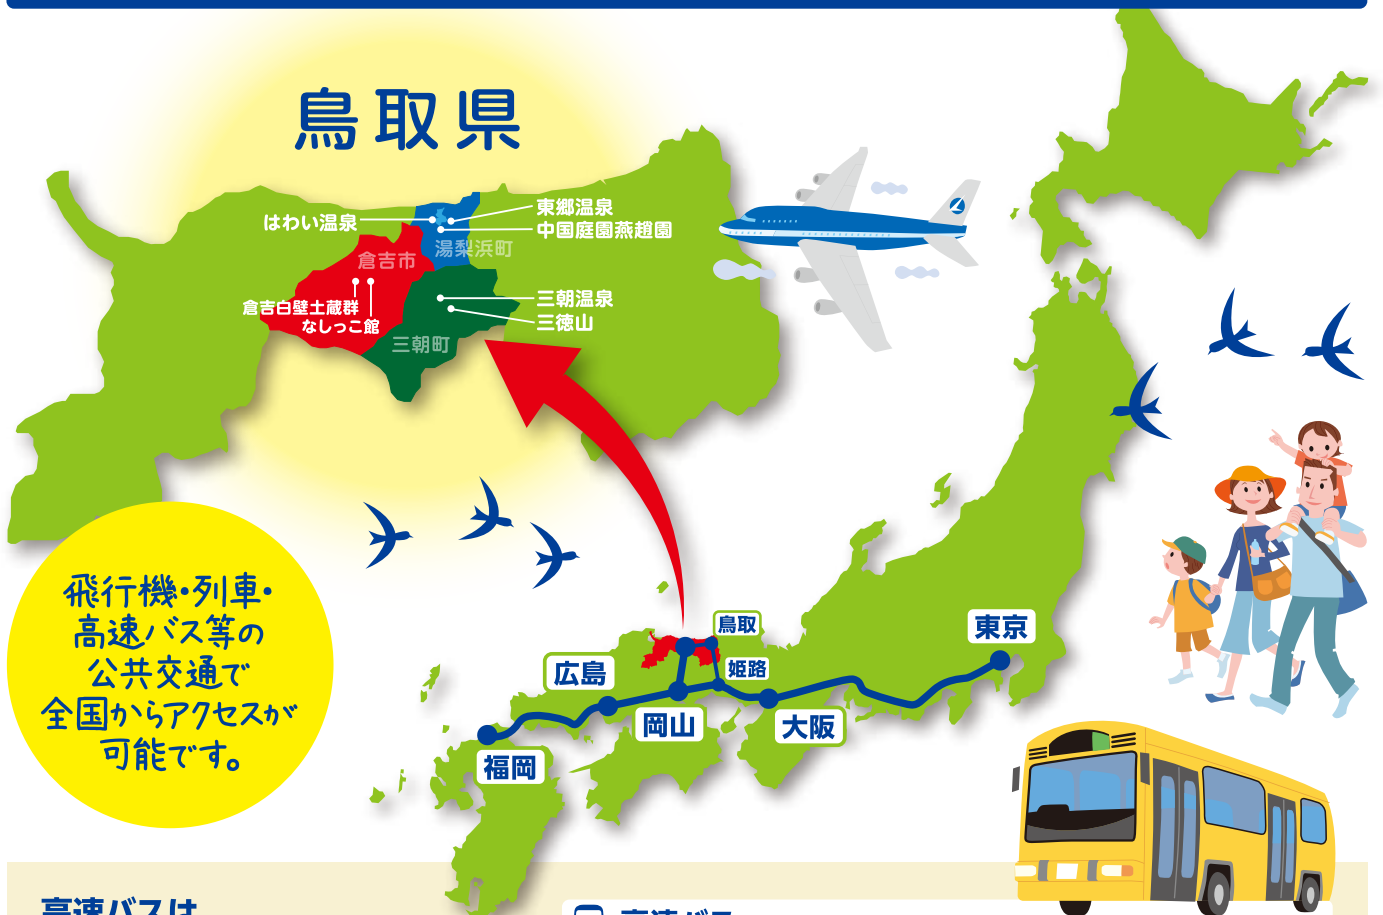 鳥取県
はわい温泉
東郷温泉
中国庭園燕趙園
湯梨浜町
倉吉市
倉吉白壁土蔵群
なしっこ館
三朝温泉
三徳山
三朝町
飛行機・列車・
高速バス等の
公共交通で
全国からアクセスが
可能です。
鳥取
東京
姫路
広島
岡山
大阪
福岡
高速バスは
高速バス